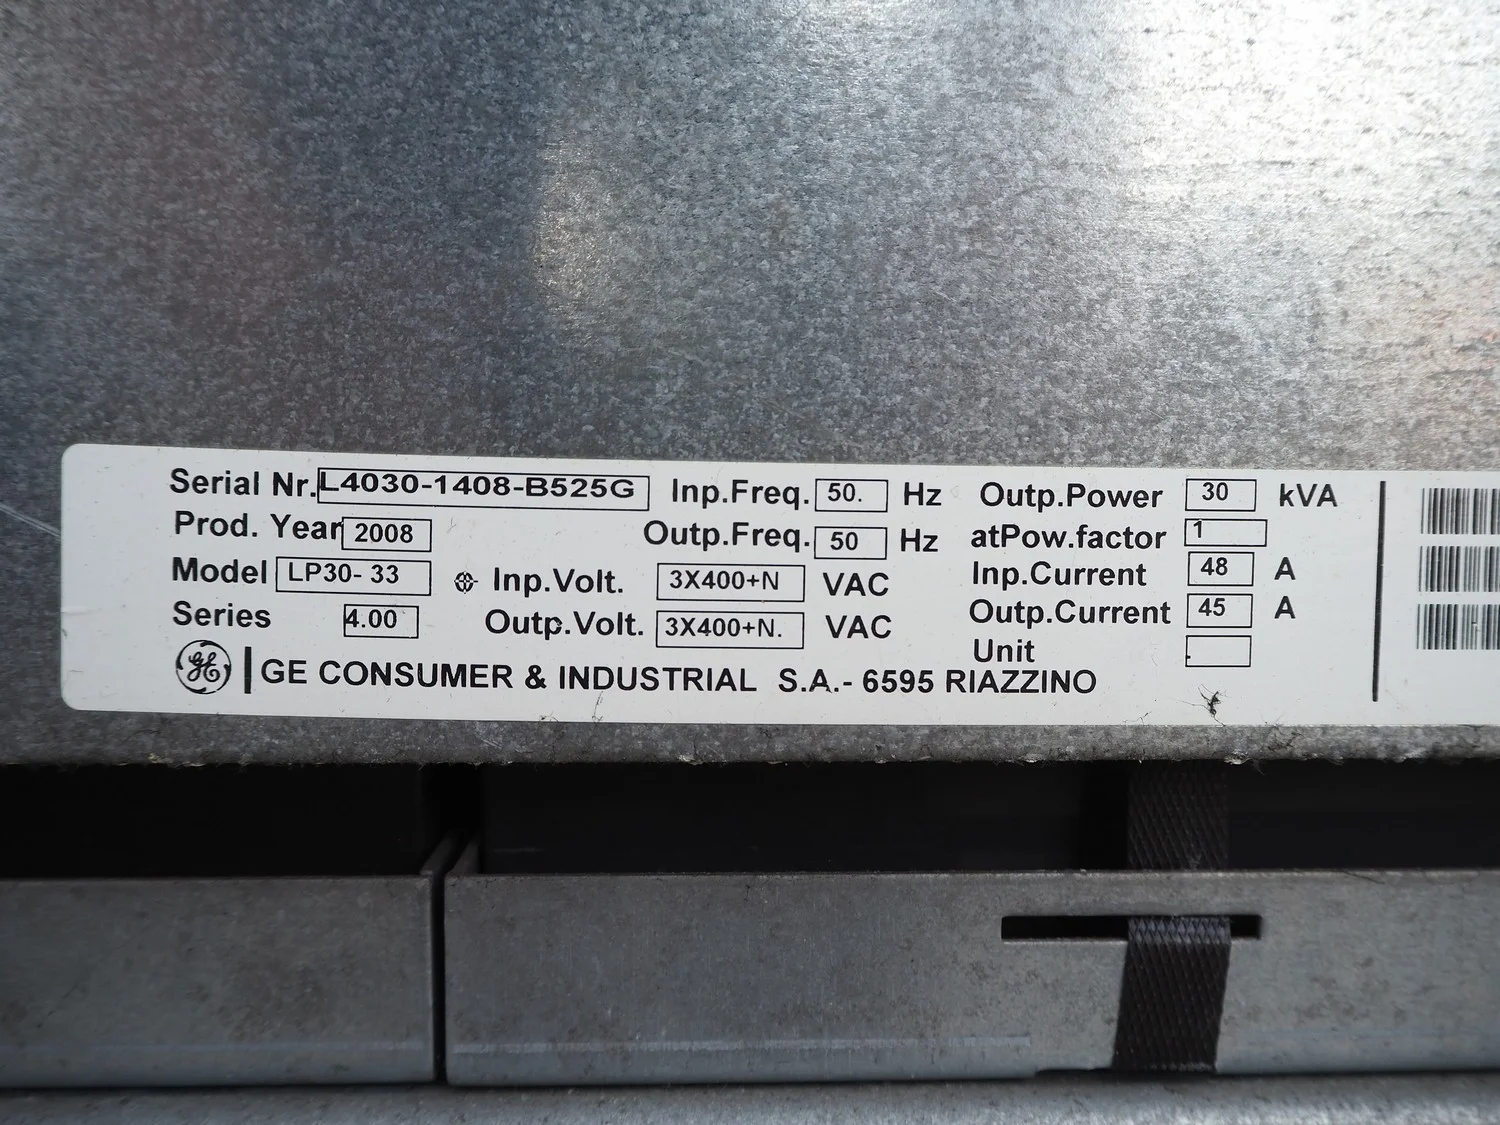 Serial Nr. L4030-1408-B525G Inp.Freq. 50. Hz Outp.Power 30 kVA
Prod. Year 2008 Outp.Freq. 50 Hz atPow.factor 1
Model LP30- 33 Inp.Volt. 3X400+N VAC Inp.Current 48 A
Series 4.00 Outp.Volt. 3X400+N. VAC Outp.Current 45 A
Unit .
GE GE CONSUMER & INDUSTRIAL S.A.- 6595 RIAZZINO